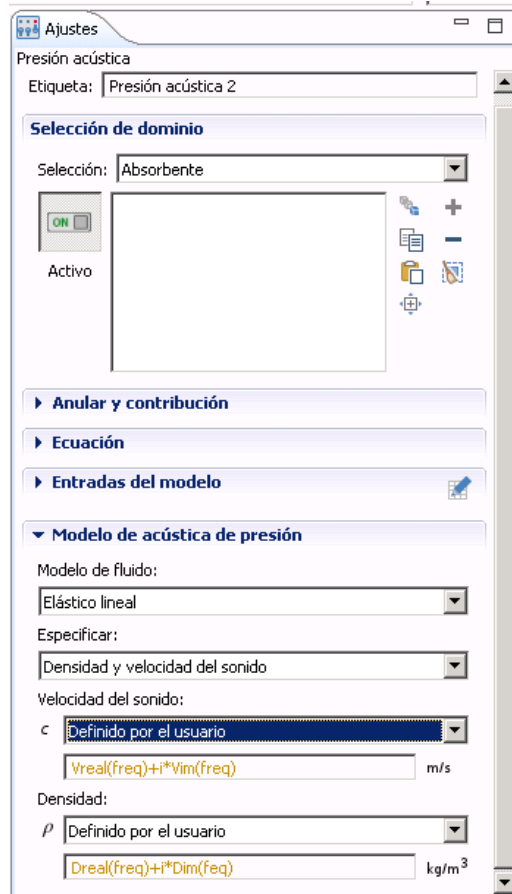 Ajustes
Presión acústica
Etiqueta: Presión acústica 2
Selección de dominio
Selección: Absorbente
ON
Activo
Anular y contribución
Ecuación
Entradas del modelo
Modelo de acústica de presión
Modelo de fluido:
Elástico lineal
Especificar:
Densidad y velocidad del sonido
Velocidad del sonido:
c Definido por el usuario
Vreal(freq)+i*Vim(freq) m/s
Densidad:
ρ Definido por el usuario
Dreal(freq)+i*Dim(feq) kg/m³